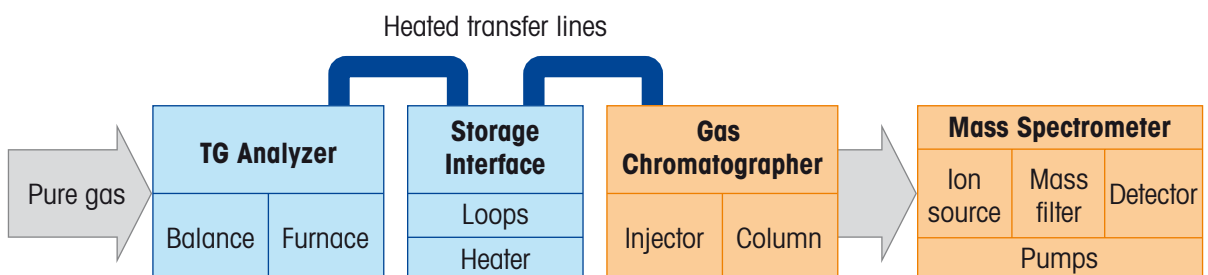 Heated transfer lines
Pure gas
TG Analyzer
Balance
Furnace
Storage
Interface
Loops
Heater
Gas
Chromatographer
Injector
Column
Mass Spectrometer
Ion
source
Mass
filter
Detector
Pumps